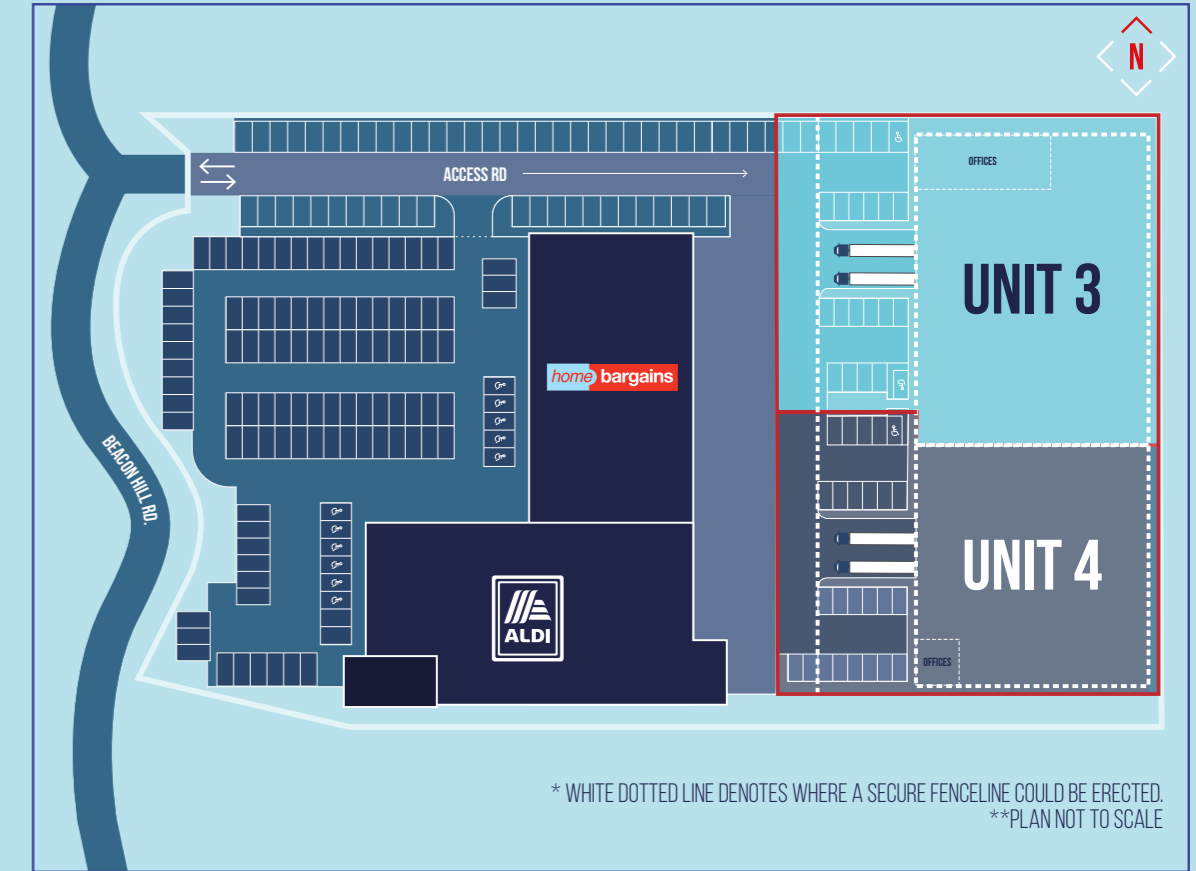 N
ACCESS RD
OFFICES
UNIT 3
home bargains
BEACON HILL RD.
UNIT 4
ALDI
OFFICES
* WHITE DOTTED LINE DENOTES WHERE A SECURE FENCELINE COULD BE ERECTED.
**PLAN NOT TO SCALE